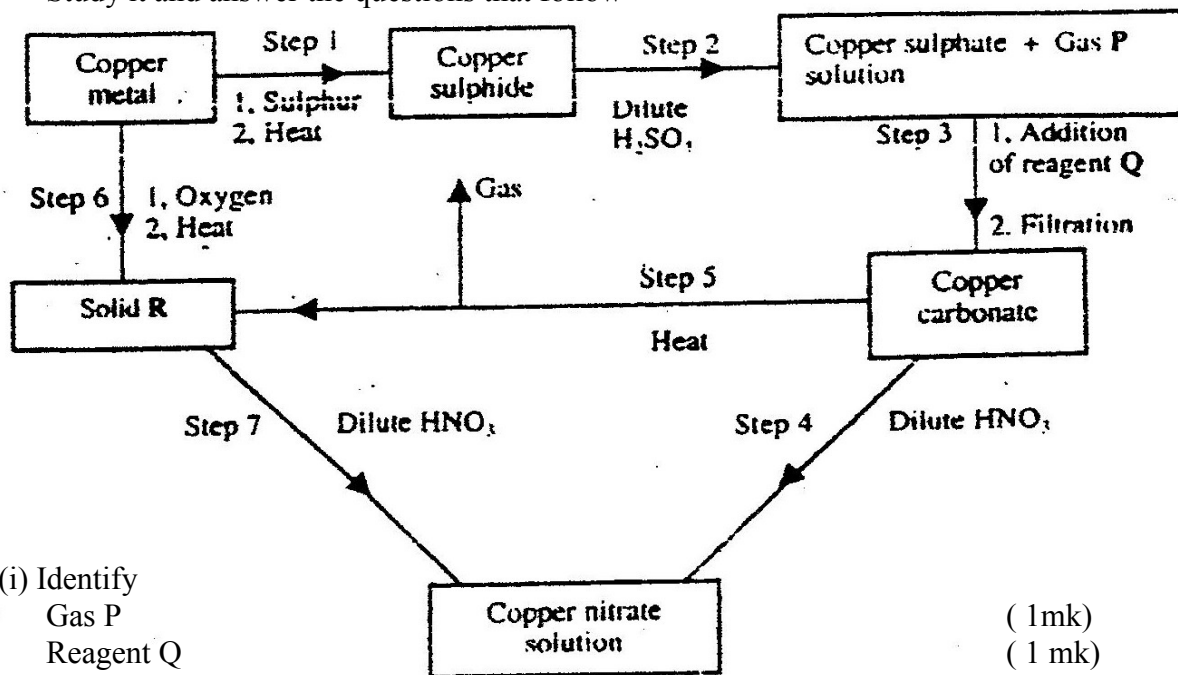 Study it and answer the questions that follow
Step 1
Step 2
Copper sulphate + Gas P
solution
Copper
metal
Copper
sulphide
1. Sulphur
2. Heat
Dilute
H₂SO₄
Step 3
1. Addition
of reagent Q
2. Filtration
Step 6
1, Oxygen
2, Heat
Gas
Solid R
Step 5
Heat
Copper
carbonate
Step 7
Dilute HNO₃
Step 4
Dilute HNO₃
(i) Identify
Gas P ( 1mk)
Reagent Q ( 1 mk)
Copper nitrate
solution